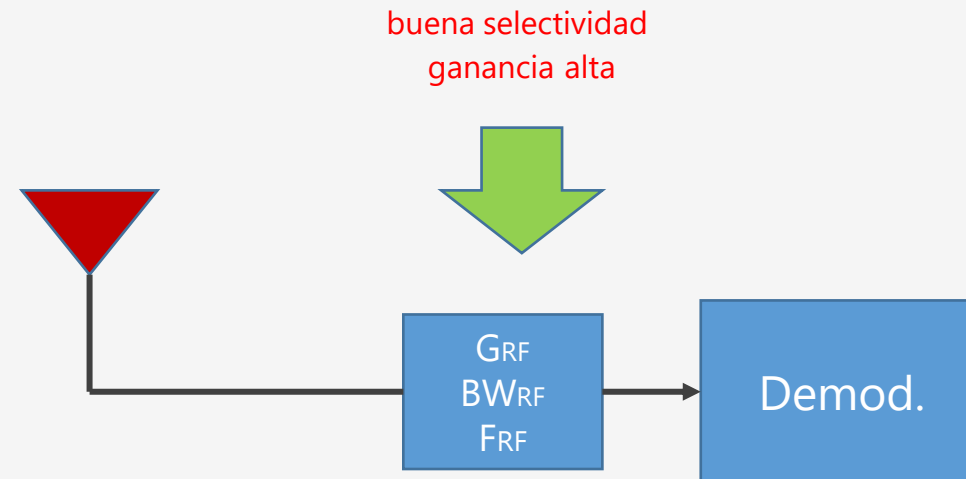 buena selectividad
ganancia alta
GRF
BWRF
FRF
Demod.